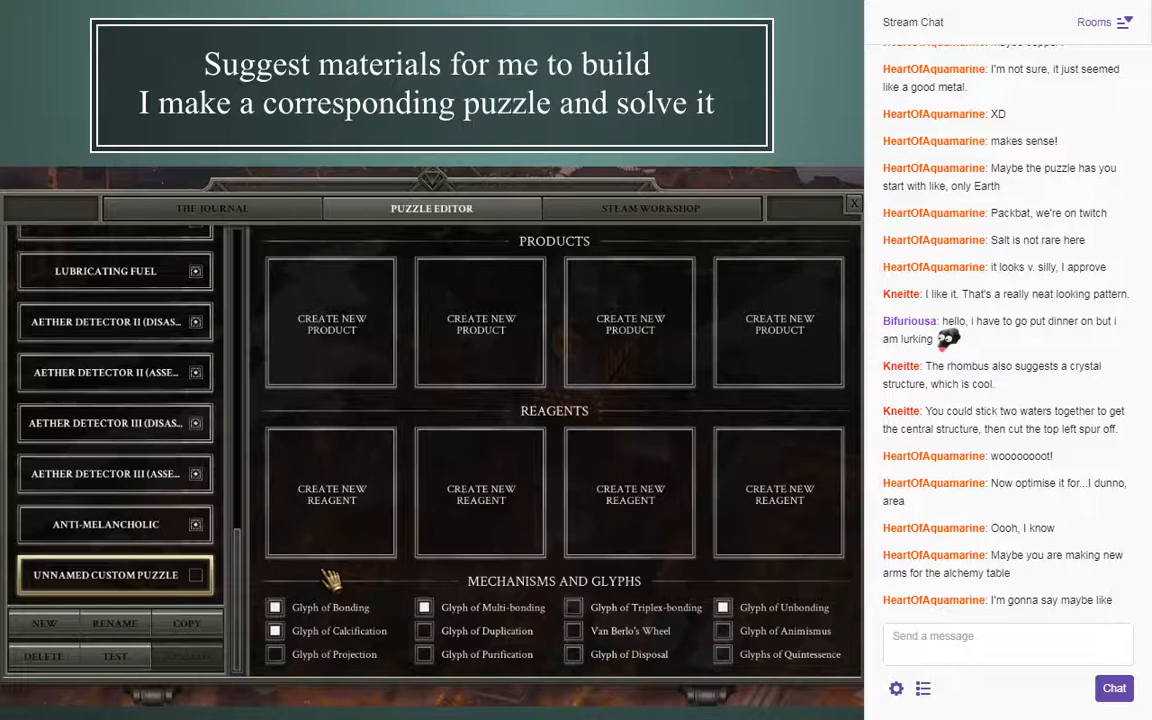 Suggest materials for me to build
I make a corresponding puzzle and solve it
THE JOURNAL
PUZZLE EDITOR
STEAM WORKSHOP
X
LUBRICATING FUEL
AETHER DETECTOR II (DISAS...
AETHER DETECTOR II (ASSE...
AETHER DETECTOR III (DISAS...
AETHER DETECTOR III (ASSE...
ANTI-MELANCHOLIC
UNNAMED CUSTOM PUZZLE
NEW
RENAME
COPY
DELETE
TEST
PRODUCTS
CREATE NEW
PRODUCT
CREATE NEW
PRODUCT
CREATE NEW
PRODUCT
CREATE NEW
PRODUCT
REAGENTS
CREATE NEW
REAGENT
CREATE NEW
REAGENT
CREATE NEW
REAGENT
CREATE NEW
REAGENT
MECHANISMS AND GLYPHS
Glyph of Bonding
Glyph of Multi-bonding
Glyph of Triplex-bonding
Glyph of Unbonding
Glyph of Calcification
Glyph of Duplication
Van Berlo's Wheel
Glyph of Animismus
Glyph of Projection
Glyph of Purification
Glyph of Disposal
Glyphs of Quintessence
Stream Chat
Rooms
HeartOfAquamarine: I'm not sure, it just seemed
like a good metal.
HeartOfAquamarine: XD
HeartOfAquamarine: makes sense!
HeartOfAquamarine: Maybe the puzzle has you
start with like, only Earth
HeartOfAquamarine: Packbat, we're on twitch
HeartOfAquamarine: Salt is not rare here
HeartOfAquamarine: it looks v. silly, I approve
Kneitte: I like it. That's a really neat looking pattern.
Bifuriousa: hello, i have to go put dinner on but i
am lurking
Kneitte: The rhombus also suggests a crystal
structure, which is cool.
Kneitte: You could stick two waters together to get
the central structure, then cut the top left spur off.
HeartOfAquamarine: woooooooot!
HeartOfAquamarine: Now optimise it for...I dunno,
area
HeartOfAquamarine: Oooh, I know
HeartOfAquamarine: Maybe you are making new
arms for the alchemy table
HeartOfAquamarine: I'm gonna say maybe like
Send a message
Chat